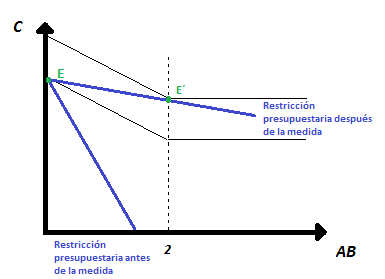 C
E
E´
Restricción
presupuestaria después
de la medida
Restricción
presupuestaria antes
de la medida
2
AB